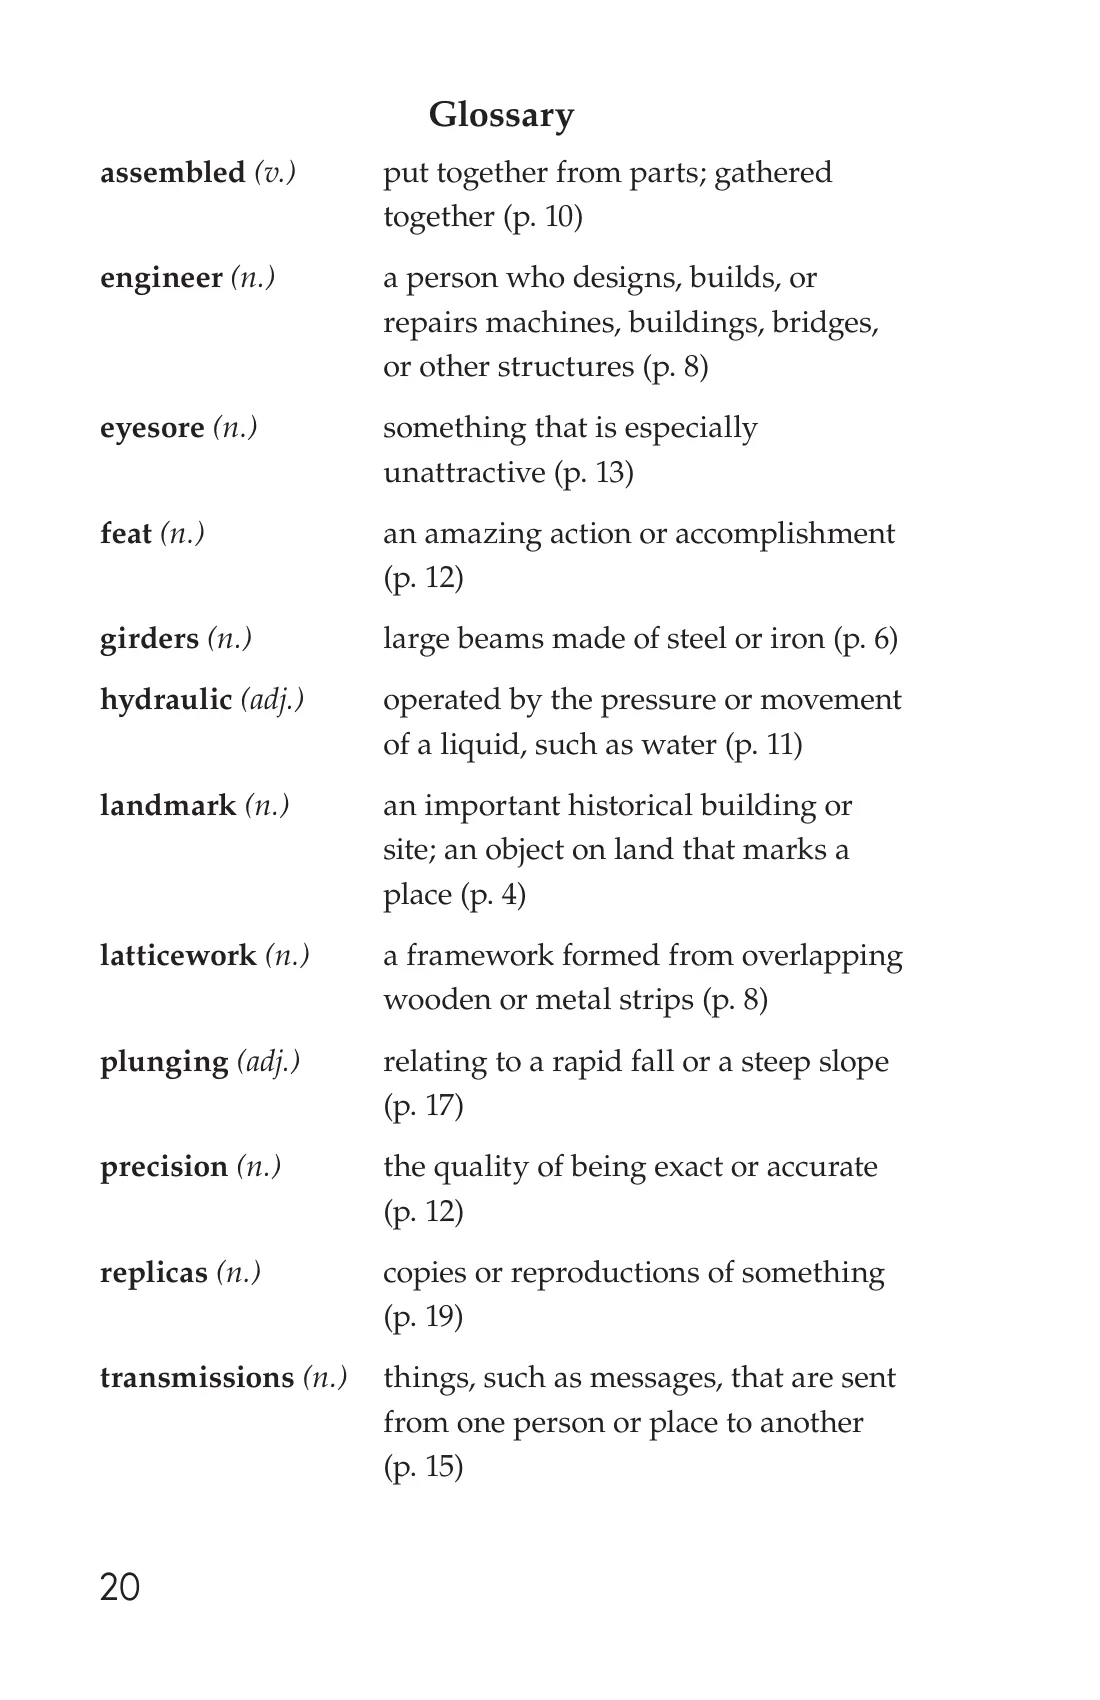 Glossary
assembled (v.) put together from parts; gathered
together (p. 10)
engineer (n.) a person who designs, builds, or
repairs machines, buildings, bridges,
or other structures (p. 8)
eyesore (n.) something that is especially
unattractive (p. 13)
feat (n.) an amazing action or accomplishment
(p. 12)
girders (n.) large beams made of steel or iron (p. 6)
hydraulic (adj.) operated by the pressure or movement
of a liquid, such as water (p. 11)
landmark (n.) an important historical building or
site; an object on land that marks a
place (p. 4)
latticework (n.) a framework formed from overlapping
wooden or metal strips (p. 8)
plunging (adj.) relating to a rapid fall or a steep slope
(p. 17)
precision (n.) the quality of being exact or accurate
(p. 12)
replicas (n.) copies or reproductions of something
(p. 19)
transmissions (n.) things, such as messages, that are sent
from one person or place to another
(p. 15)
20